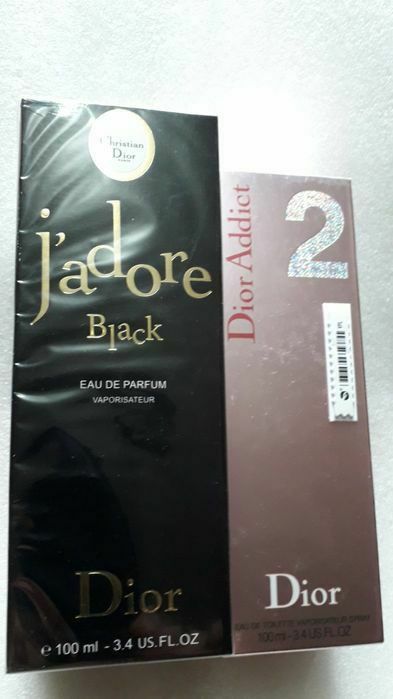 Christian
Dior
PARIS
j'adore
Black
EAU DE PARFUM
VAPORISATEUR
Dior
e 100 ml - 3.4 US.FL.OZ
Dior Addict
2
Dior
EAU DE TOILETTE VAPORISATEUR SPRAY
100 ml - 3.4 US.FL.OZ